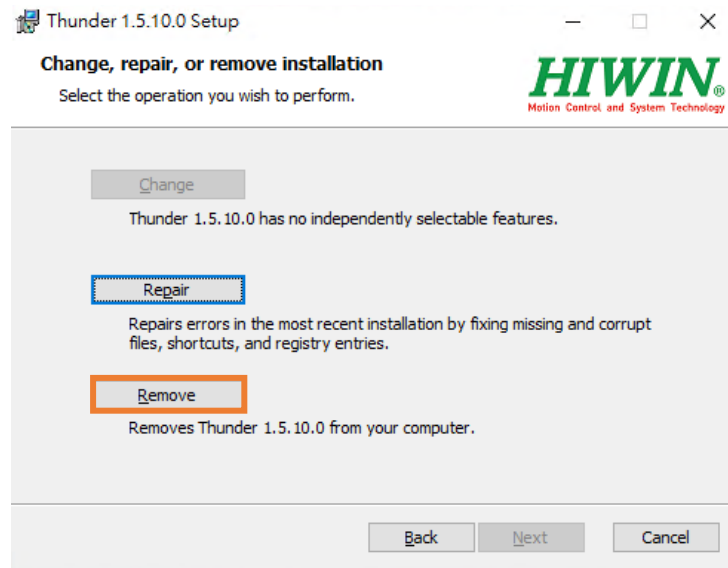 Thunder 1.5.10.0 Setup
Change, repair, or remove installation
Select the operation you wish to perform.
HIWIN®
Motion Control and System Technology
Change
Thunder 1.5.10.0 has no independently selectable features.
Repair
Repairs errors in the most recent installation by fixing missing and corrupt
files, shortcuts, and registry entries.
Remove
Removes Thunder 1.5.10.0 from your computer.
Back
Next
Cancel